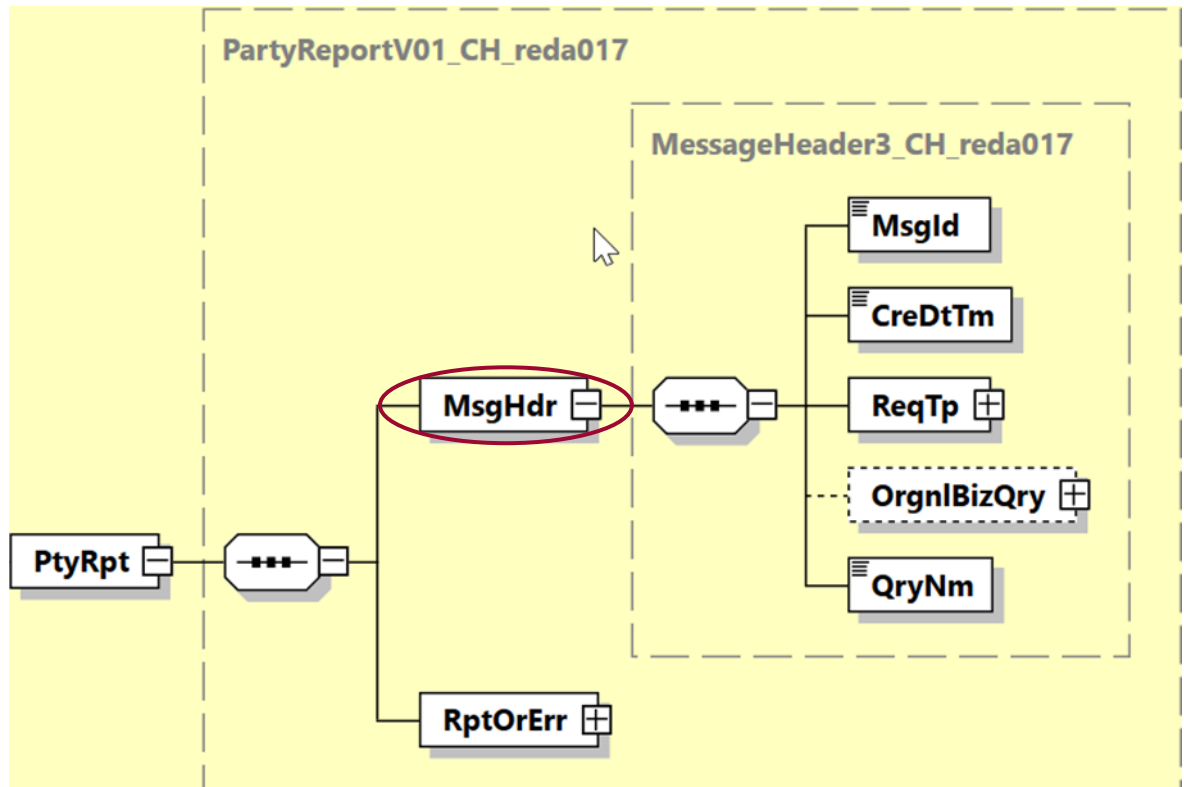 PartyReportV01_CH_reda017
MessageHeader3_CH_reda017
MsgId
CreDtTm
MsgHdr
ReqTp
OrgnlBizQry
PtyRpt
QryNm
RptOrErr